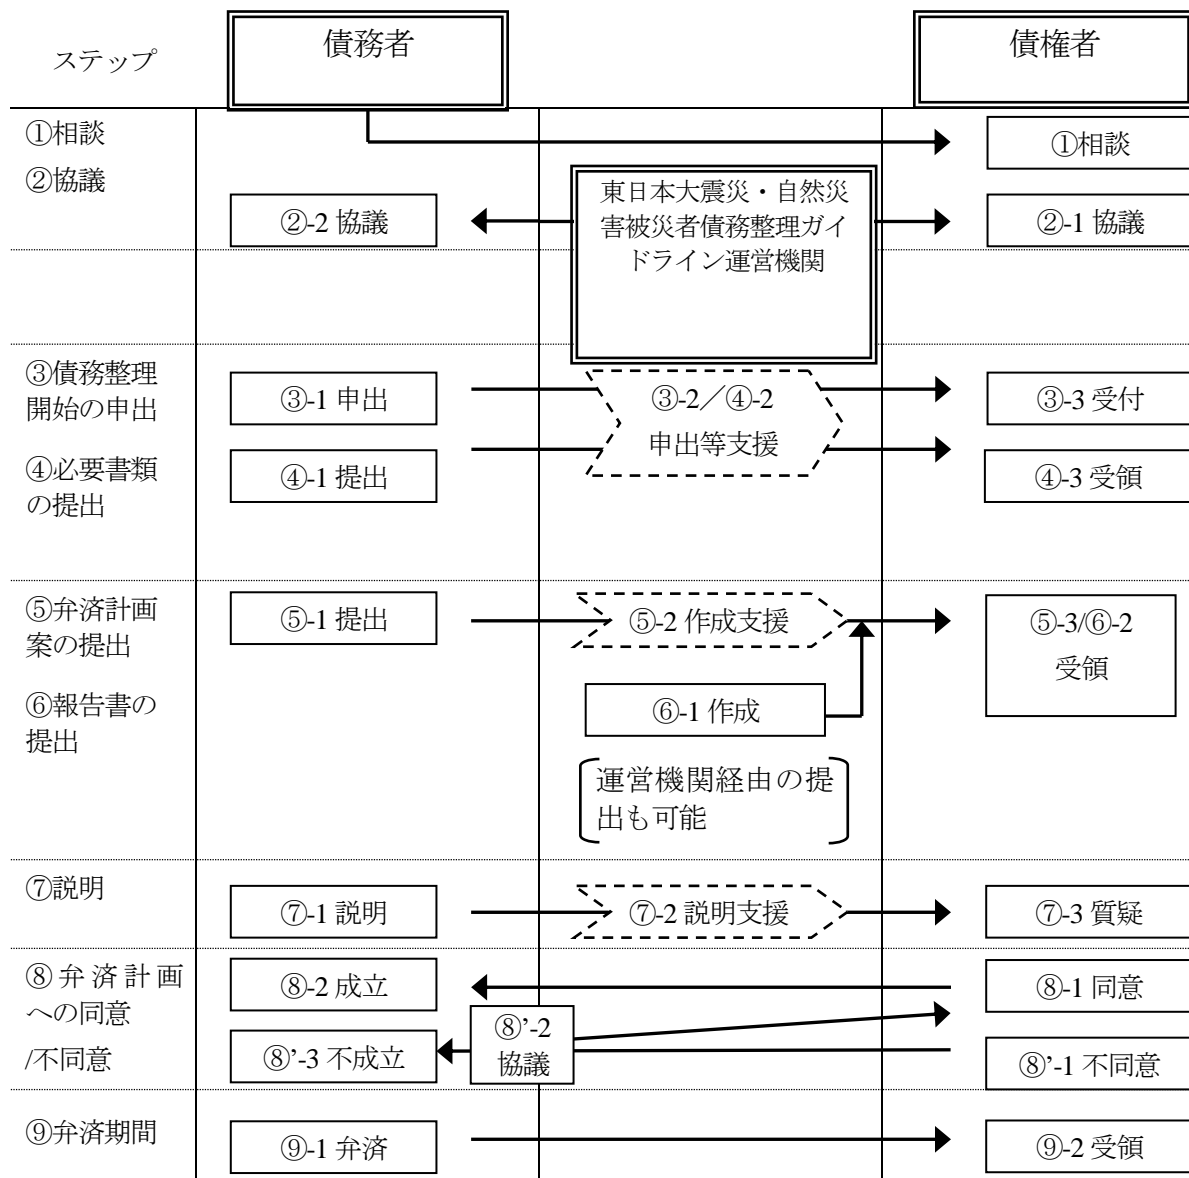 ステップ
債務者
債権者
①相談
②協議
①相談
②-2 協議
東日本大震災・自然災
害被災者債務整理ガイ
ドライン運営機関
②-1 協議
③債務整理
開始の申出
④必要書類
の提出
③-1 申出
④-1 提出
③-2／④-2
申出等支援
③-3 受付
④-3 受領
⑤弁済計画
案の提出
⑥報告書の
提出
⑤-1 提出
⑤-2 作成支援
⑥-1 作成
運営機関経由の提
出も可能
⑤-3/⑥-2
受領
⑦説明
⑦-1 説明
⑦-2 説明支援
⑦-3 質疑
⑧弁済計画
への同意
/不同意
⑧-2 成立
⑧’-3 不成立
⑧’-2
協議
⑧-1 同意
⑧’-1 不同意
⑨弁済期間
⑨-1 弁済
⑨-2 受領